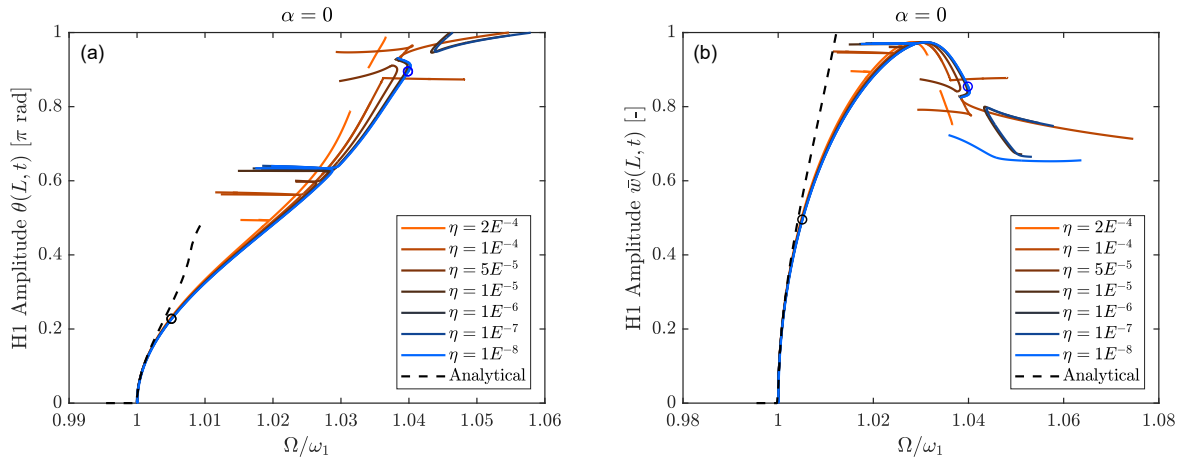 α = 0
(a)
H1 Amplitude θ(L, t) [π rad]
1
0.8
0.6
0.4
0.2
0
0.99
1
1.01
1.02
1.03
1.04
1.05
1.06
Ω/ω₁
η = 2E⁻⁴
η = 1E⁻⁴
η = 5E⁻⁵
η = 1E⁻⁵
η = 1E⁻⁶
η = 1E⁻⁷
η = 1E⁻⁸
Analytical
α = 0
(b)
H1 Amplitude w̄(L, t) [-]
1
0.8
0.6
0.4
0.2
0
0.98
1
1.02
1.04
1.06
1.08
Ω/ω₁
η = 2E⁻⁴
η = 1E⁻⁴
η = 5E⁻⁵
η = 1E⁻⁵
η = 1E⁻⁶
η = 1E⁻⁷
η = 1E⁻⁸
Analytical